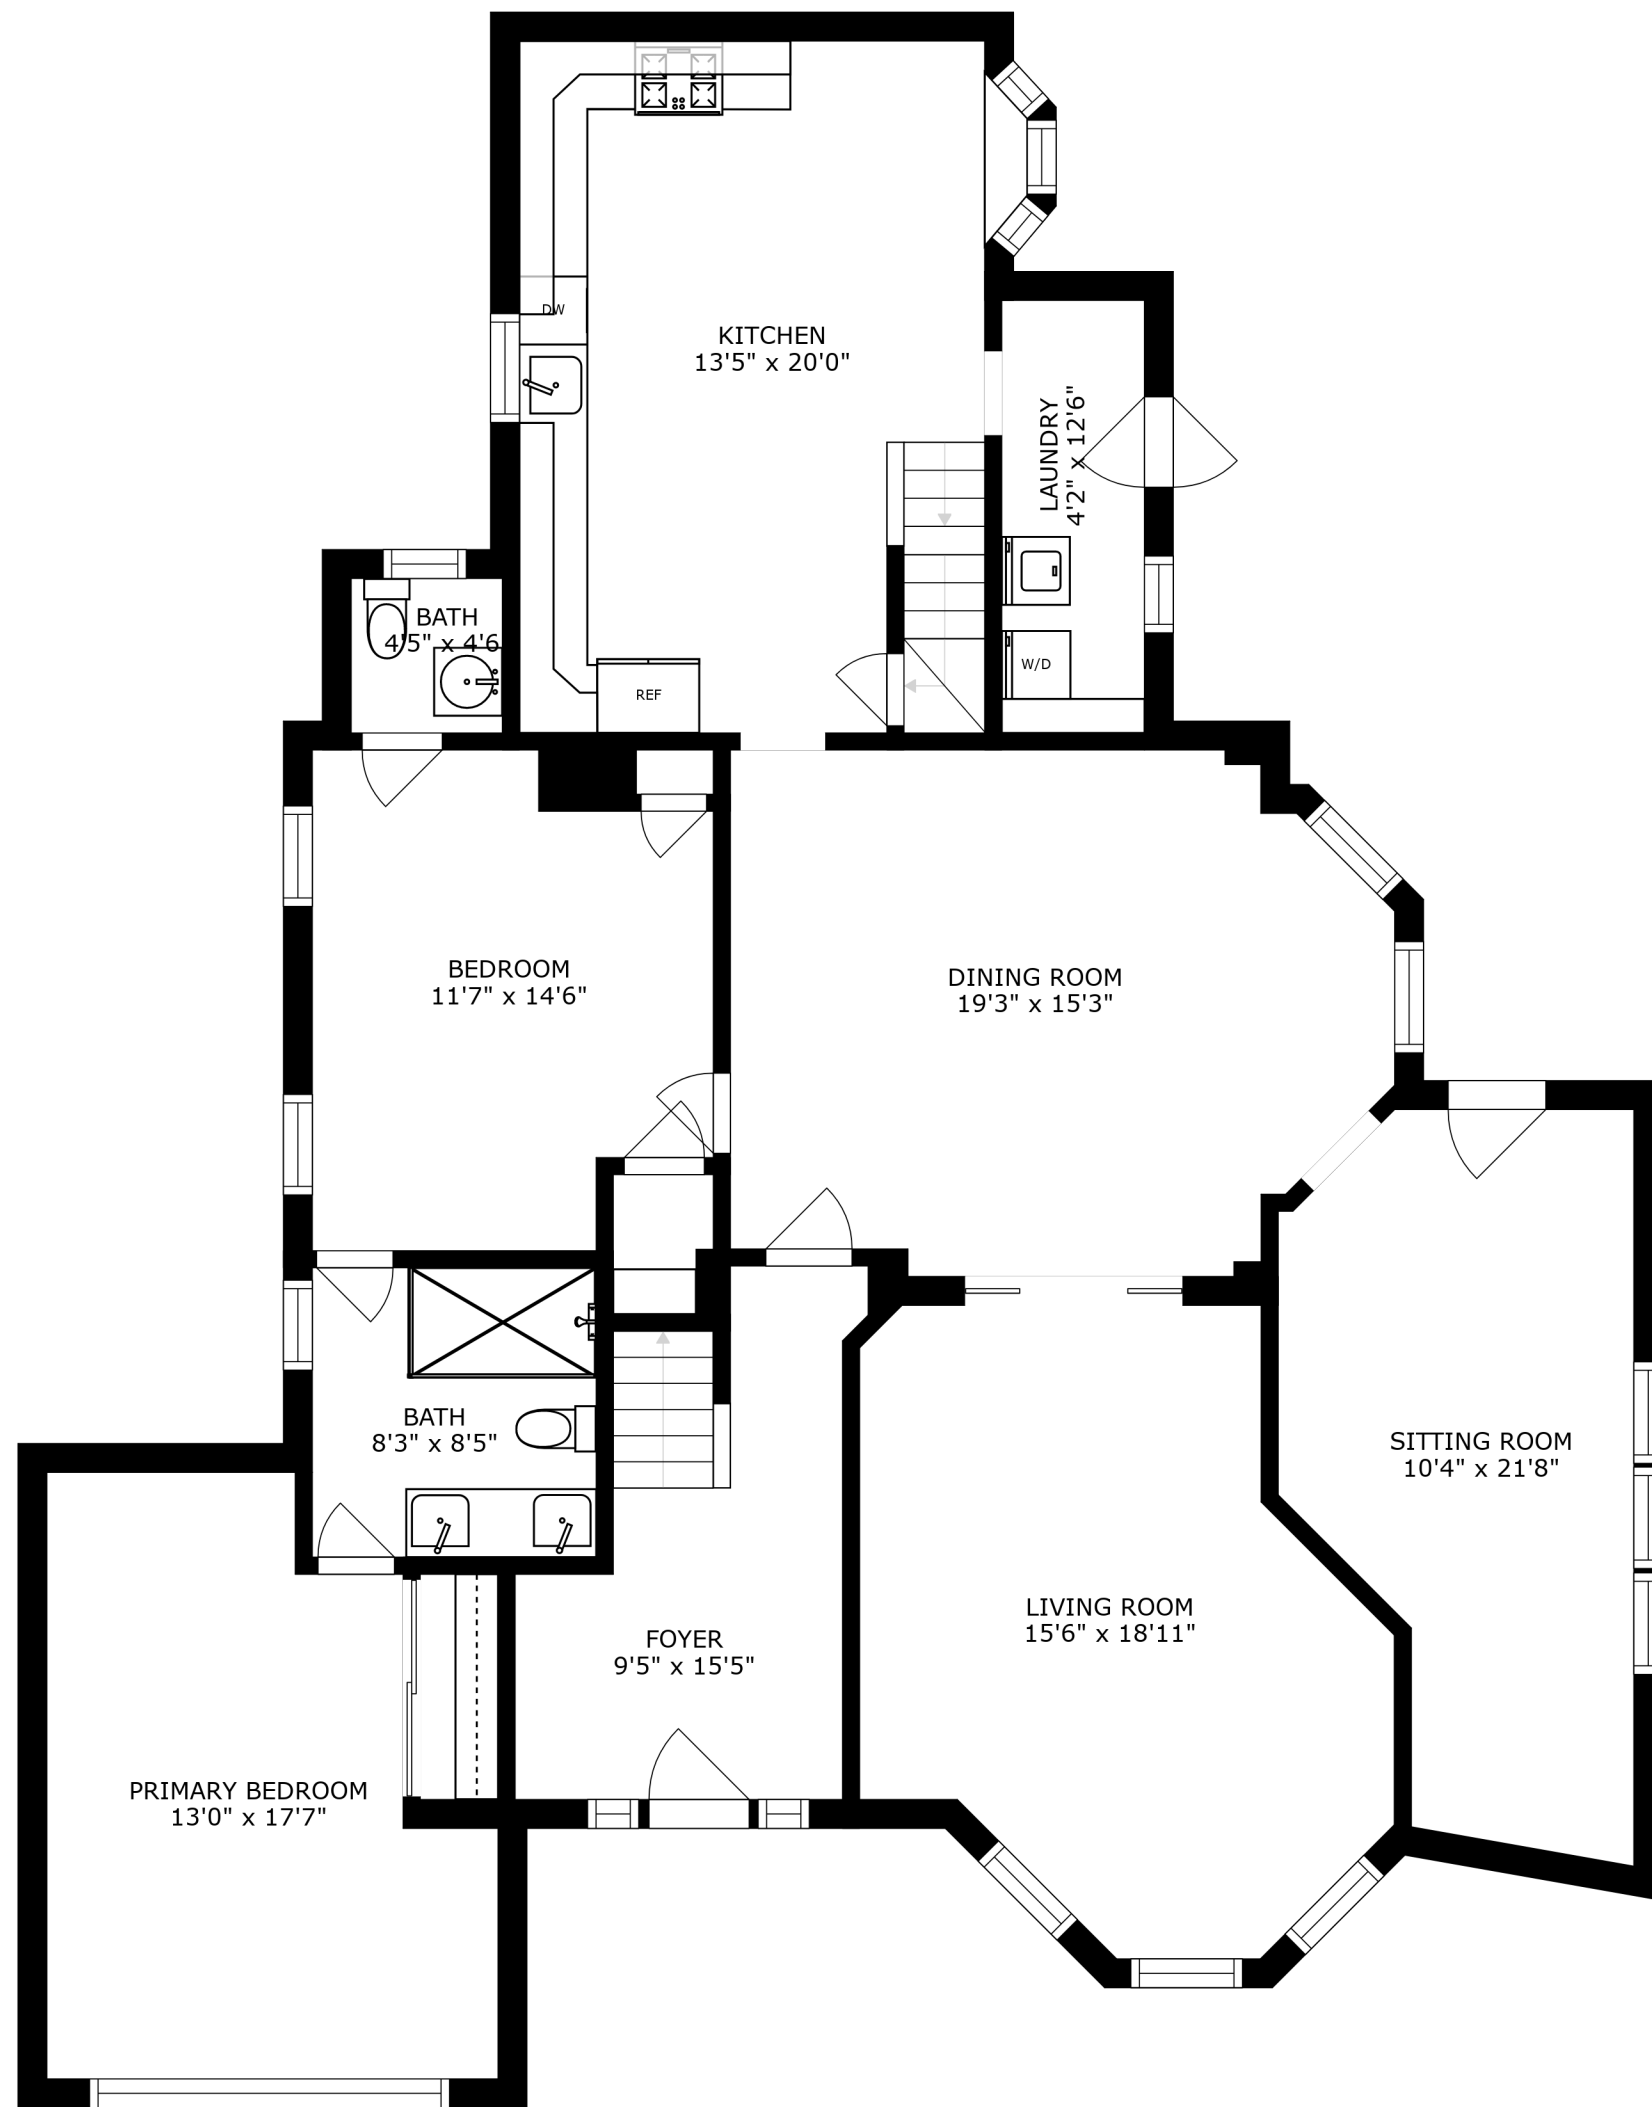 DW
KITCHEN
13'5" x 20'0"
LAUNDRY
4'2" x 12'6"
BATH
4'5" x 4'6
REF
W/D
BEDROOM
11'7" x 14'6"
DINING ROOM
19'3" x 15'3"
BATH
8'3" x 8'5"
SITTING ROOM
10'4" x 21'8"
LIVING ROOM
15'6" x 18'11"
FOYER
9'5" x 15'5"
PRIMARY BEDROOM
13'0" x 17'7"